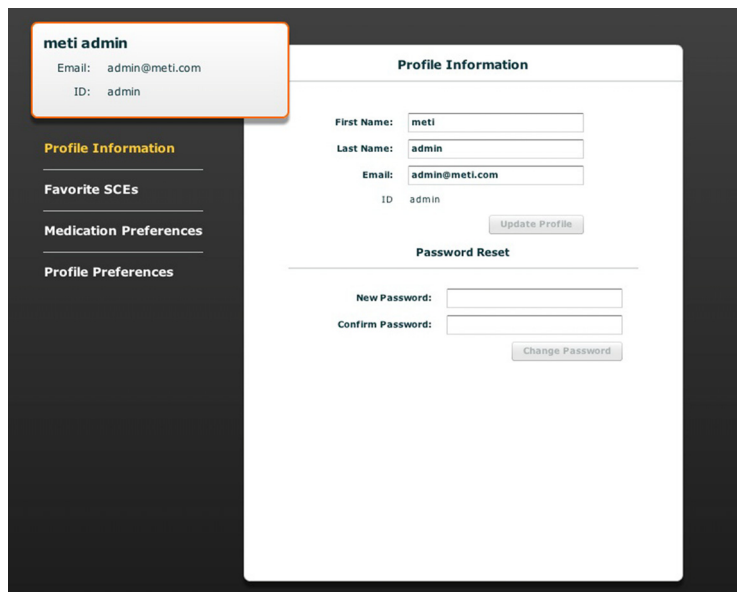 meti admin
Email: admin@meti.com
ID: admin
Profile Information
Favorite SCEs
Medication Preferences
Profile Preferences
Profile Information
First Name: meti
Last Name: admin
Email: admin@meti.com
ID admin
Update Profile
Password Reset
New Password:
Confirm Password:
Change Password